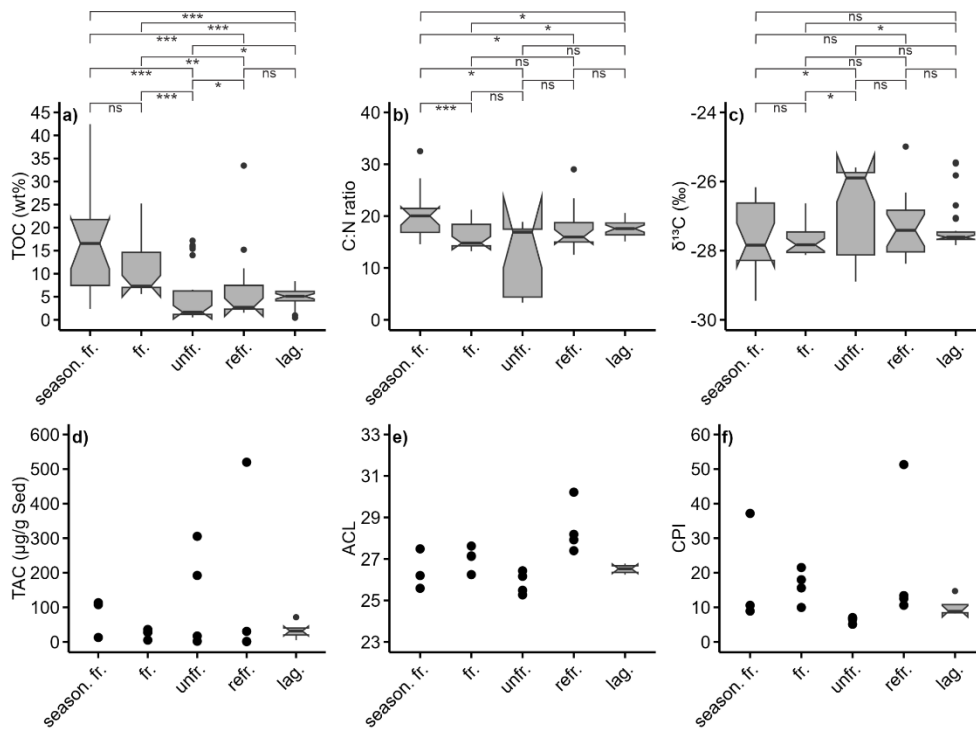 *** * ns
*** * *
*** * ns
* ns ns
** ns ns
*** ns * ns ns ns
* ns ns
ns *** *** ns ns *
a) b) c)
TOC (wt%)
45
40
35
30
25
20
15
10
5
0
season. fr. fr. unfr. refr. lag.
C:N ratio
40
30
20
10
0
season. fr. fr. unfr. refr. lag.
δ¹³C (‰)
-24
-26
-28
-30
season. fr. fr. unfr. refr. lag.
d)
TAC (µg/g Sed)
600
500
400
300
200
100
0
season. fr. fr. unfr. refr. lag.
e)
ACL
33
31
29
27
25
23
season. fr. fr. unfr. refr. lag.
f)
CPI
60
50
40
30
20
10
0
season. fr. fr. unfr. refr. lag.